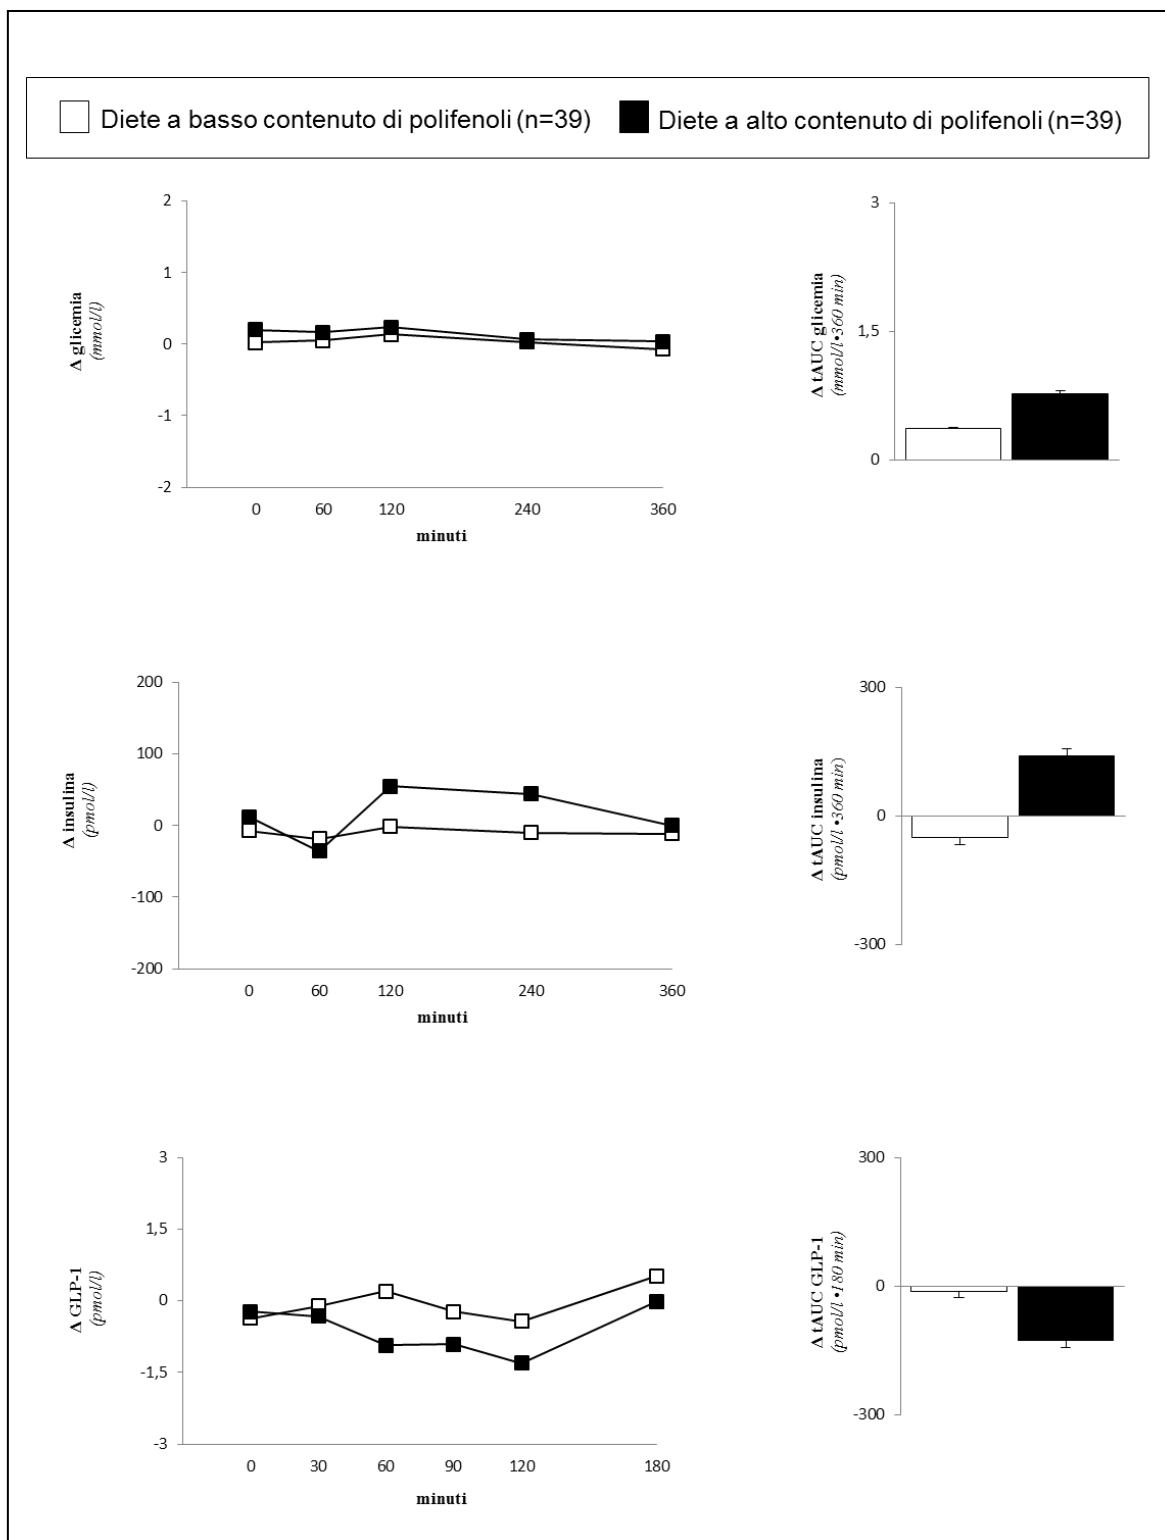 Diete a basso contenuto di polifenoli (n=39) Diete a alto contenuto di polifenoli (n=39)
Δ glicemia
(mmol/l)
2
1
0
-1
-2
0 60 120 240 360
minuti
Δ tAUC glicemia
(mmol/l•360 min)
3
1,5
0
Δ insulina
(pmol/l)
200
100
0
-100
-200
0 60 120 240 360
minuti
Δ tAUC insulina
(pmol/l •360 min)
300
0
-300
Δ GLP-1
(pmol/l)
3
1,5
0
-1,5
-3
0 30 60 90 120 180
minuti
Δ tAUC GLP-1
(pmol/l •180 min)
300
0
-300